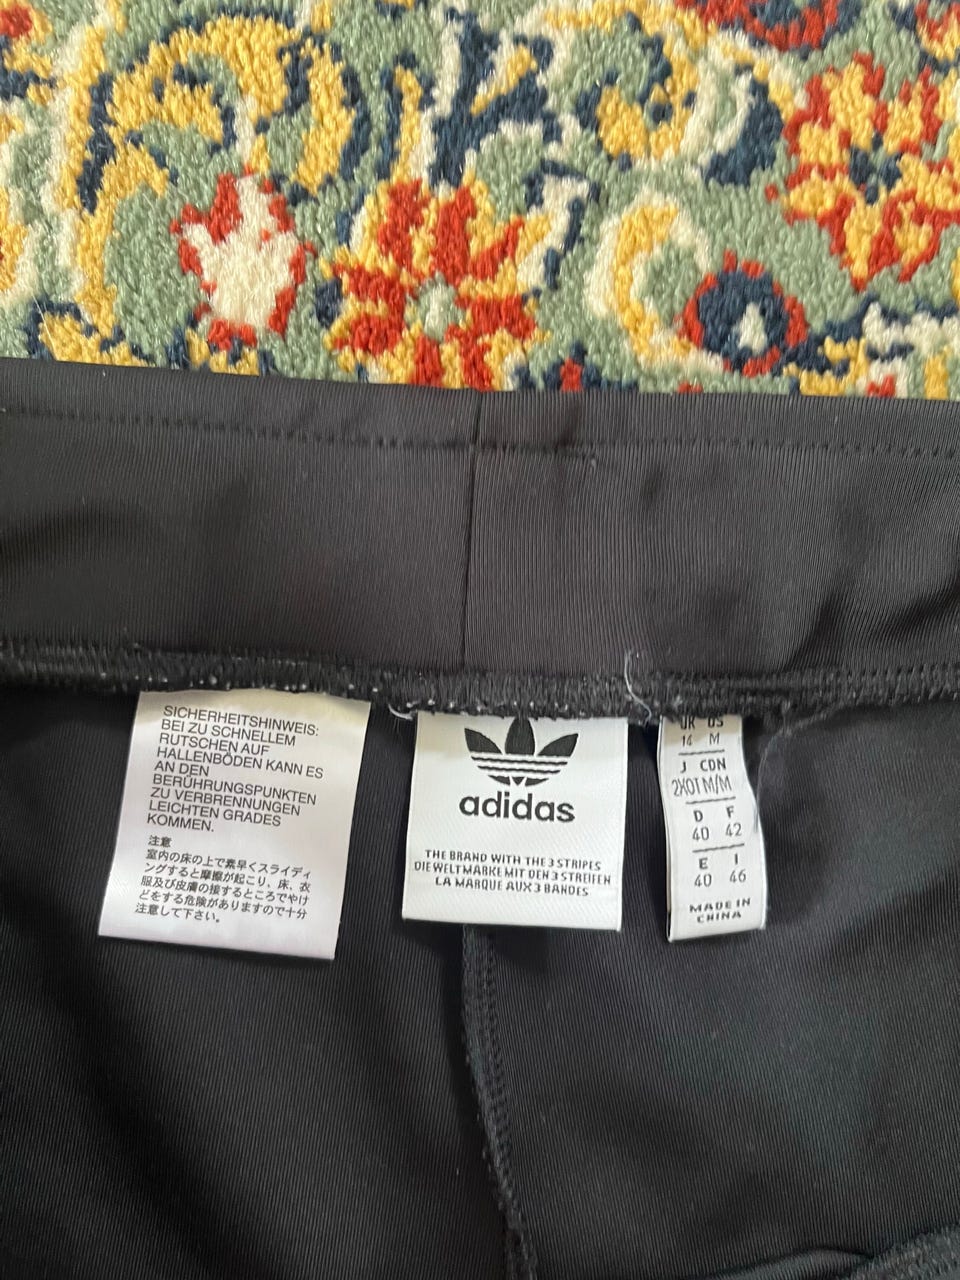 SICHERHEITSHINWEIS:
BEI ZU SCHNELLEM
RUTSCHEN AUF
HALLENBÖDEN KANN ES
AN DEN
BERÜHRUNGSPUNKTEN
ZU VERBRENNUNGEN
LEICHTEN GRADES
KOMMEN.
注意
室内の床の上で素早くスライディ
ングすると摩擦が起こり、床、衣
服及び皮膚の接するところでやけ
どをする危険がありますので十分
注意して下さい。
adidas
THE BRAND WITH THE 3 STRIPES
DIE WELTMARKE MIT DEN 3 STREIFEN
LA MARQUE AUX 3 BANDES
UK US
14 M
J CDN
2XOT M/M
D F
40 42
E I
40 46
MADE IN
CHINA